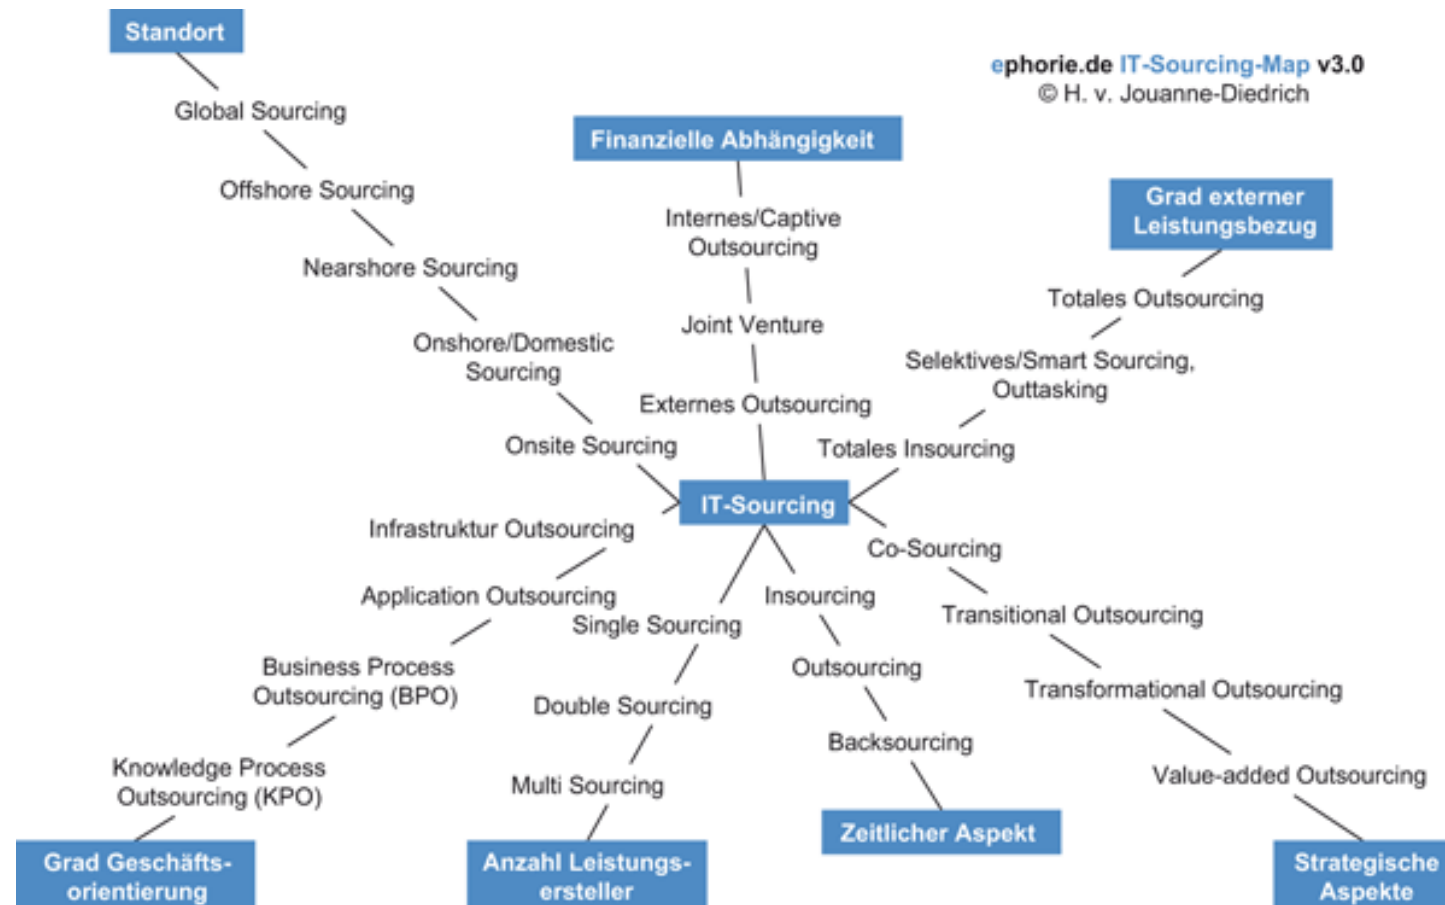 Standort
ephorie.de IT-Sourcing-Map v3.0
© H. v. Jouanne-Diedrich
Global Sourcing
Finanzielle Abhängigkeit
Offshore Sourcing
Grad externer
Leistungsbezug
Internes/Captive
Outsourcing
Nearshore Sourcing
Totales Outsourcing
Joint Venture
Onshore/Domestic
Sourcing
Selektives/Smart Sourcing,
Outtasking
Externes Outsourcing
Onsite Sourcing
Totales Insourcing
IT-Sourcing
Infrastruktur Outsourcing
Co-Sourcing
Application Outsourcing
Insourcing
Single Sourcing
Transitional Outsourcing
Business Process
Outsourcing (BPO)
Outsourcing
Transformational Outsourcing
Double Sourcing
Backsourcing
Knowledge Process
Outsourcing (KPO)
Multi Sourcing
Value-added Outsourcing
Zeitlicher Aspekt
Grad Geschäfts-
orientierung
Anzahl Leistungs-
ersteller
Strategische
Aspekte